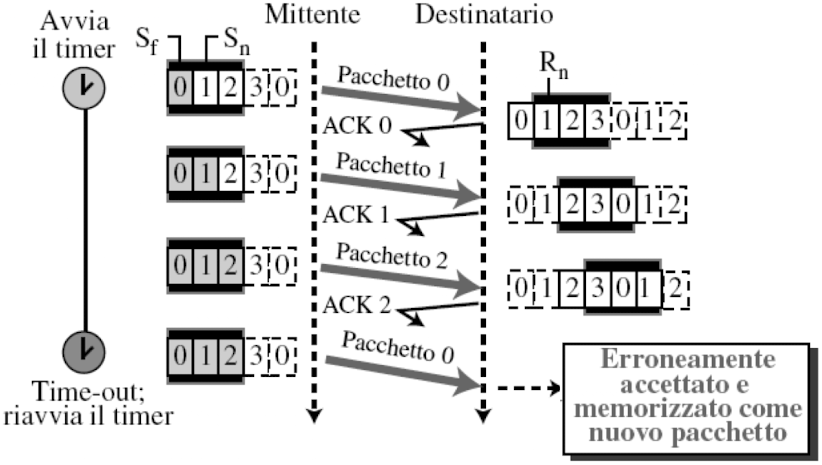 Mittente Destinatario
Avvia
il timer
Sf Sn
0 1 2 3 0
Pacchetto 0
Rn
0 1 2 3 0 1 2
ACK 0
0 1 2 3 0
Pacchetto 1
0 1 2 3 0 1 2
ACK 1
0 1 2 3 0
Pacchetto 2
0 1 2 3 0 1 2
ACK 2
0 1 2 3 0
Pacchetto 0
Time-out;
riavvia il timer
Erroneamente
accettato e
memorizzato come
nuovo pacchetto